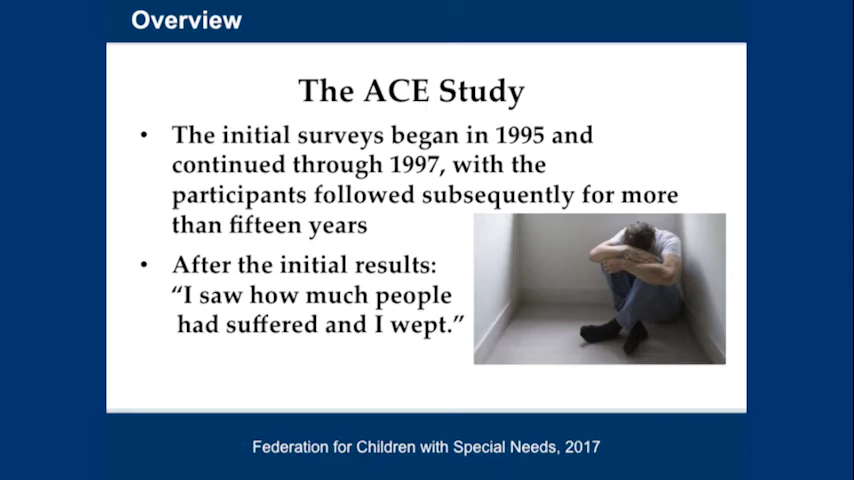 Overview
The ACE Study
• The initial surveys began in 1995 and
continued through 1997, with the
participants followed subsequently for more
than fifteen years
• After the initial results:
“I saw how much people
had suffered and I wept.”
Federation for Children with Special Needs, 2017